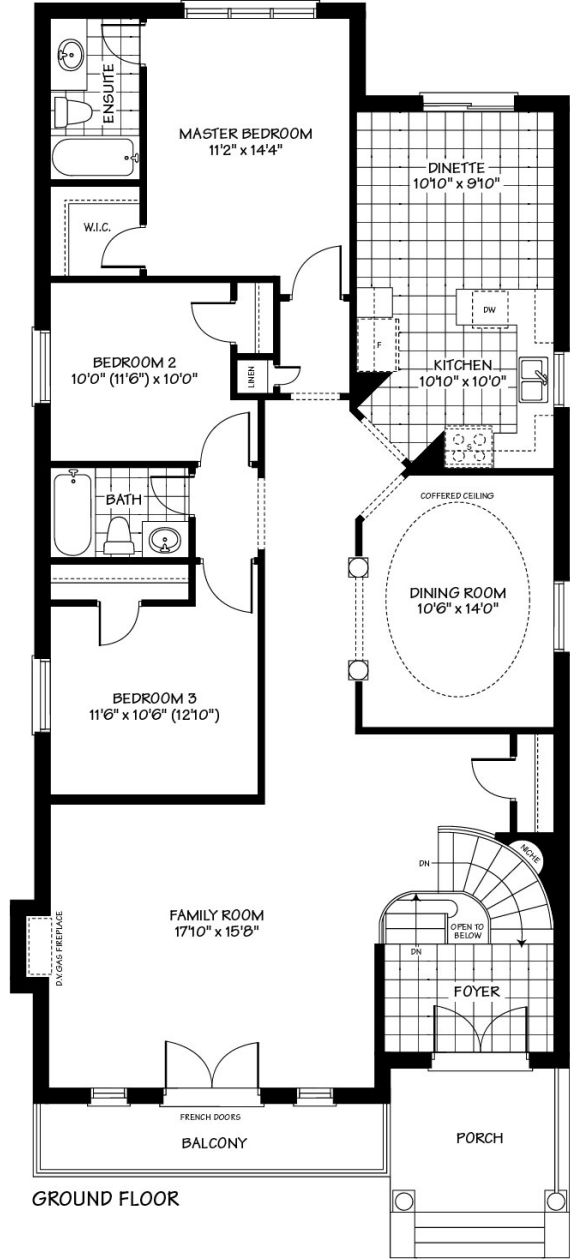 ENSUITE
MASTER BEDROOM
11'2" x 14'4"
DINETTE
10'10" x 9'10"
W.I.C.
DW
F
BEDROOM 2
10'0" (11'6") x 10'0"
LINEN
KITCHEN
10'10" x 10'0"
S
BATH
COFFERED CEILING
DINING ROOM
10'6" x 14'0"
BEDROOM 3
11'6" x 10'6" (12'10")
NICHE
DN
FAMILY ROOM
17'10" x 15'8"
D.V.GAS FIREPLACE
OPEN TO
BELOW
DN
FOYER
FRENCH DOORS
BALCONY
PORCH
GROUND FLOOR